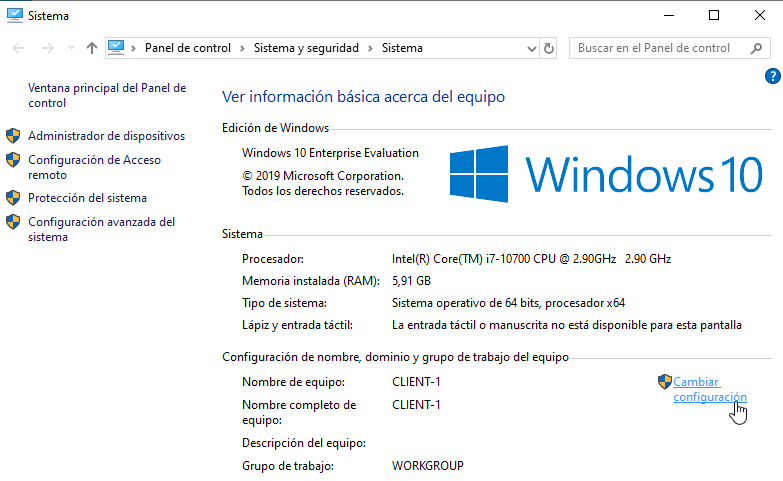 Sistema
Panel de control
Sistema y seguridad
Sistema
Buscar en el Panel de control
?
Ventana principal del Panel de
control
Administrador de dispositivos
Configuración de Acceso
remoto
Protección del sistema
Configuración avanzada del
sistema
Ver información básica acerca del equipo
Edición de Windows
Windows 10 Enterprise Evaluation
© 2019 Microsoft Corporation.
Todos los derechos reservados.
Windows 10
Sistema
Procesador: Intel(R) Core(TM) i7-10700 CPU @ 2.90GHz 2.90 GHz
Memoria instalada (RAM): 5,91 GB
Tipo de sistema: Sistema operativo de 64 bits, procesador x64
Lápiz y entrada táctil: La entrada táctil o manuscrita no está disponible para esta pantalla
Configuración de nombre, dominio y grupo de trabajo del equipo
Nombre de equipo: CLIENT-1
Cambiar
configuración
Nombre completo de
equipo: CLIENT-1
Descripción del equipo:
Grupo de trabajo: WORKGROUP